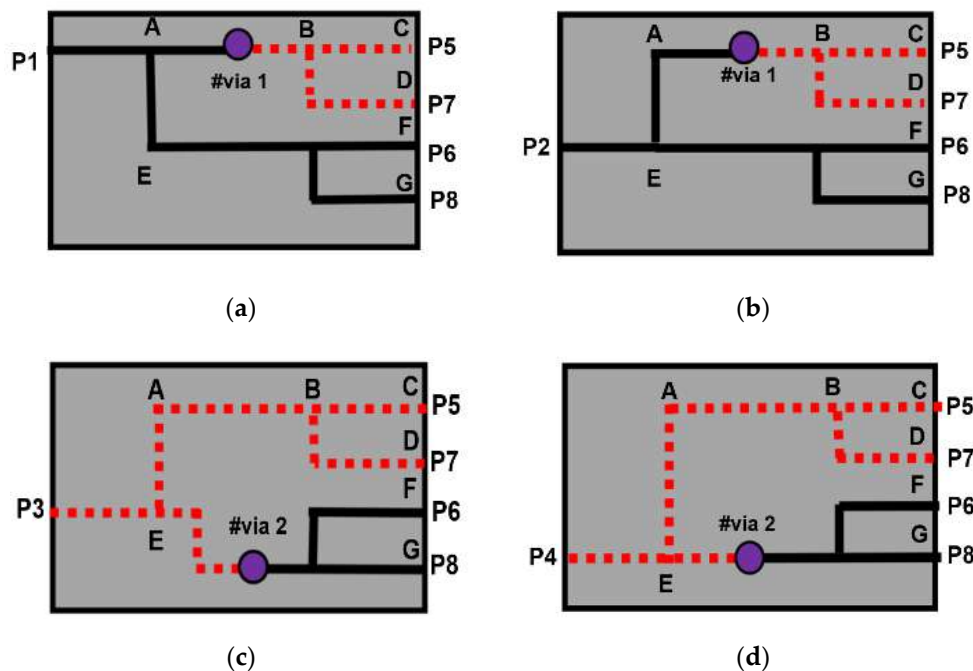 A B C
P1 P5
#via 1
D
P7
F
P6
E
G
P8
(a)
A B C
P5
#via 1
D
P7
F
P2 P6
E
G
P8
(b)
A B C
P5
D
P7
F
P3 P6
#via 2
E
G
P8
(c)
A B C
P5
D
P7
F
P6
#via 2
G
P4 P8
E
(d)